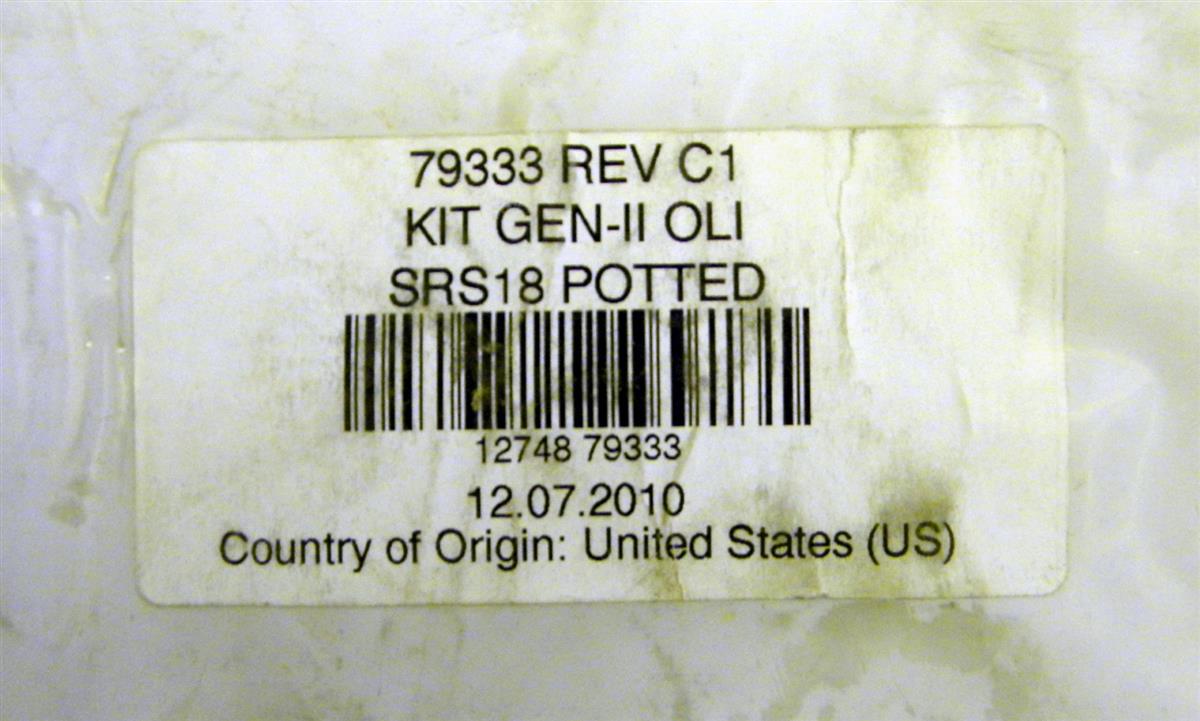 79333 REV C1
KIT GEN-II OLI
SRS18 POTTED
12748 79333
12.07.2010
Country of Origin: United States (US)